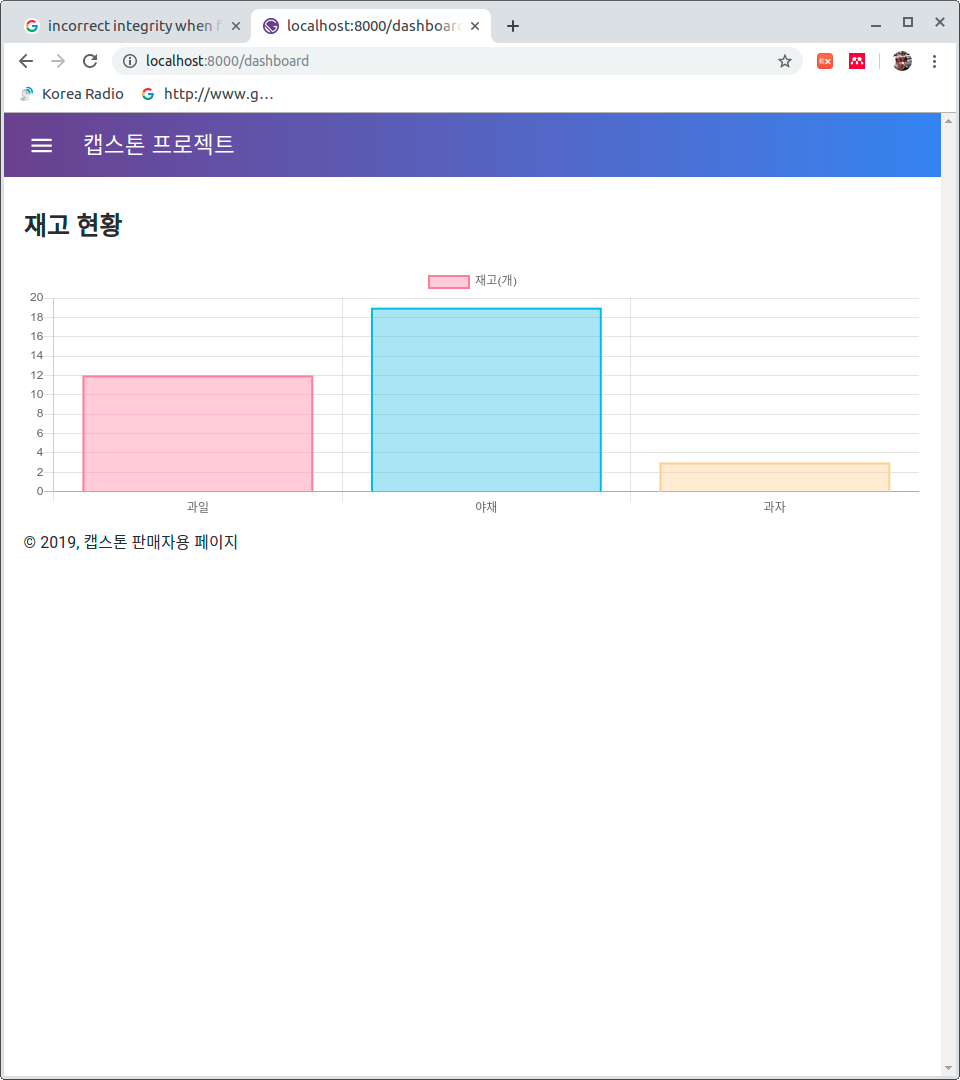 incorrect integrity when f
localhost:8000/dashboard
localhost:8000/dashboard
Korea Radio
http://www.g...
캡스톤 프로젝트
재고 현황
재고(개)
20
18
16
14
12
10
8
6
4
2
0
과일 야채 과자
© 2019, 캡스톤 판매자용 페이지